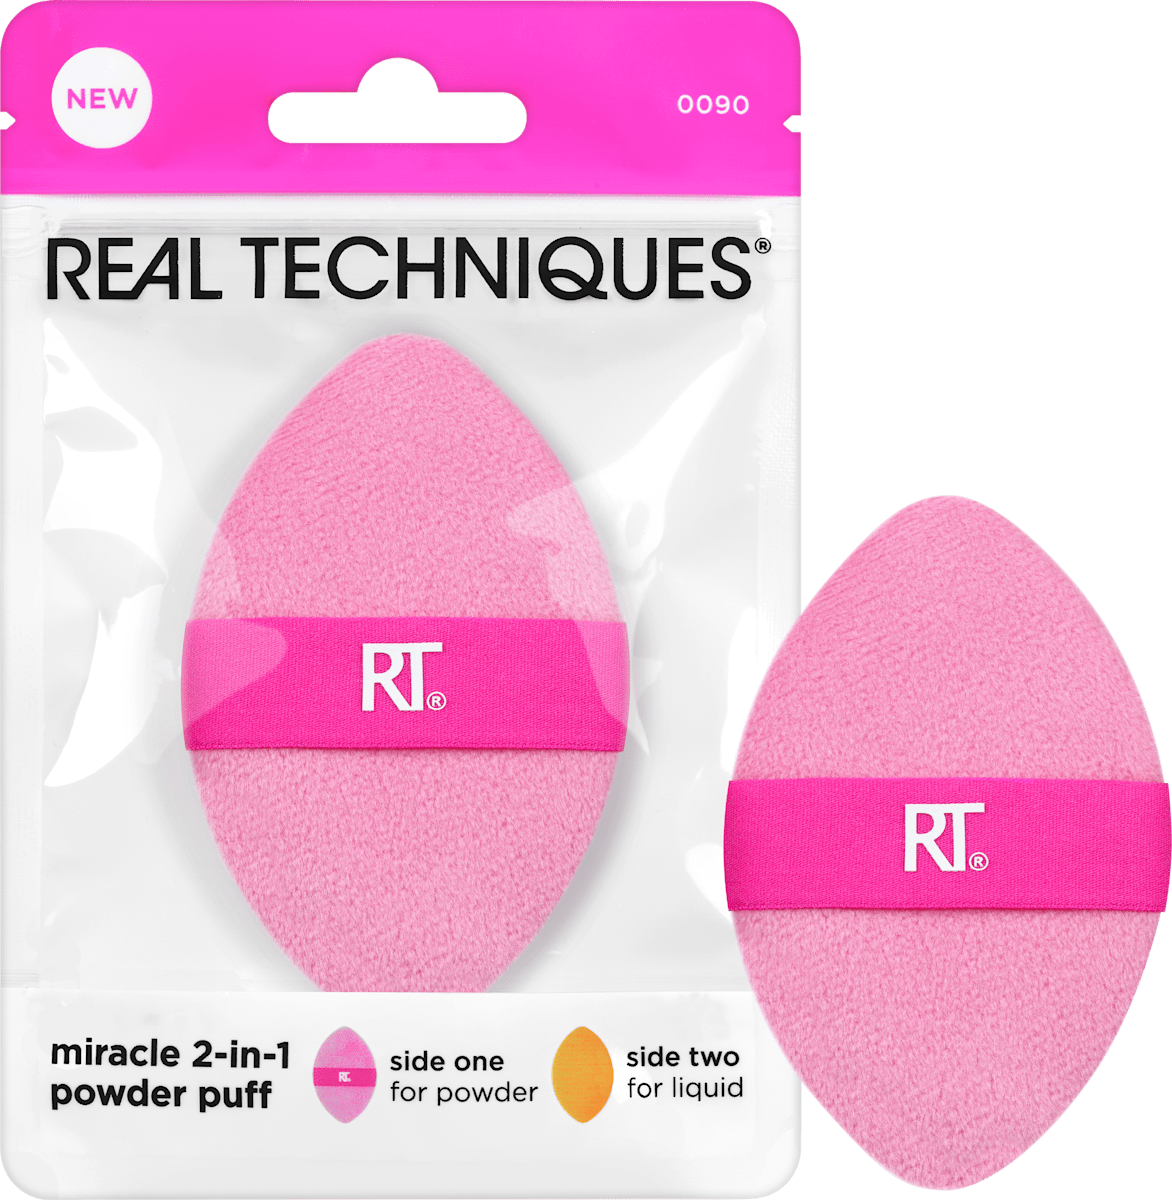 NEW
0090
REAL TECHNIQUES®
RT®
RT®
miracle 2-in-1
powder puff
RT
side one
for powder
side two
for liquid